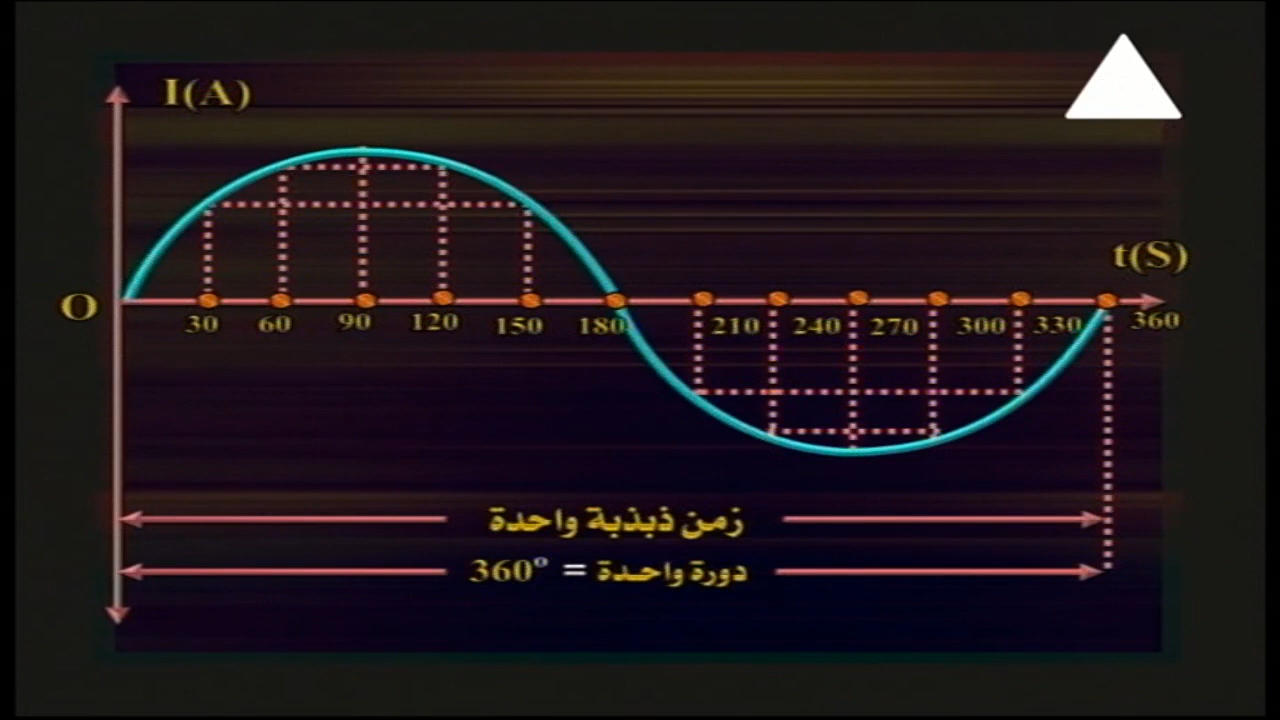 I(A)
t(S)
O
30 60 90 120 150 180 210 240 270 300 330 360
زمن ذبذبة واحدة
دورة واحدة = 360°